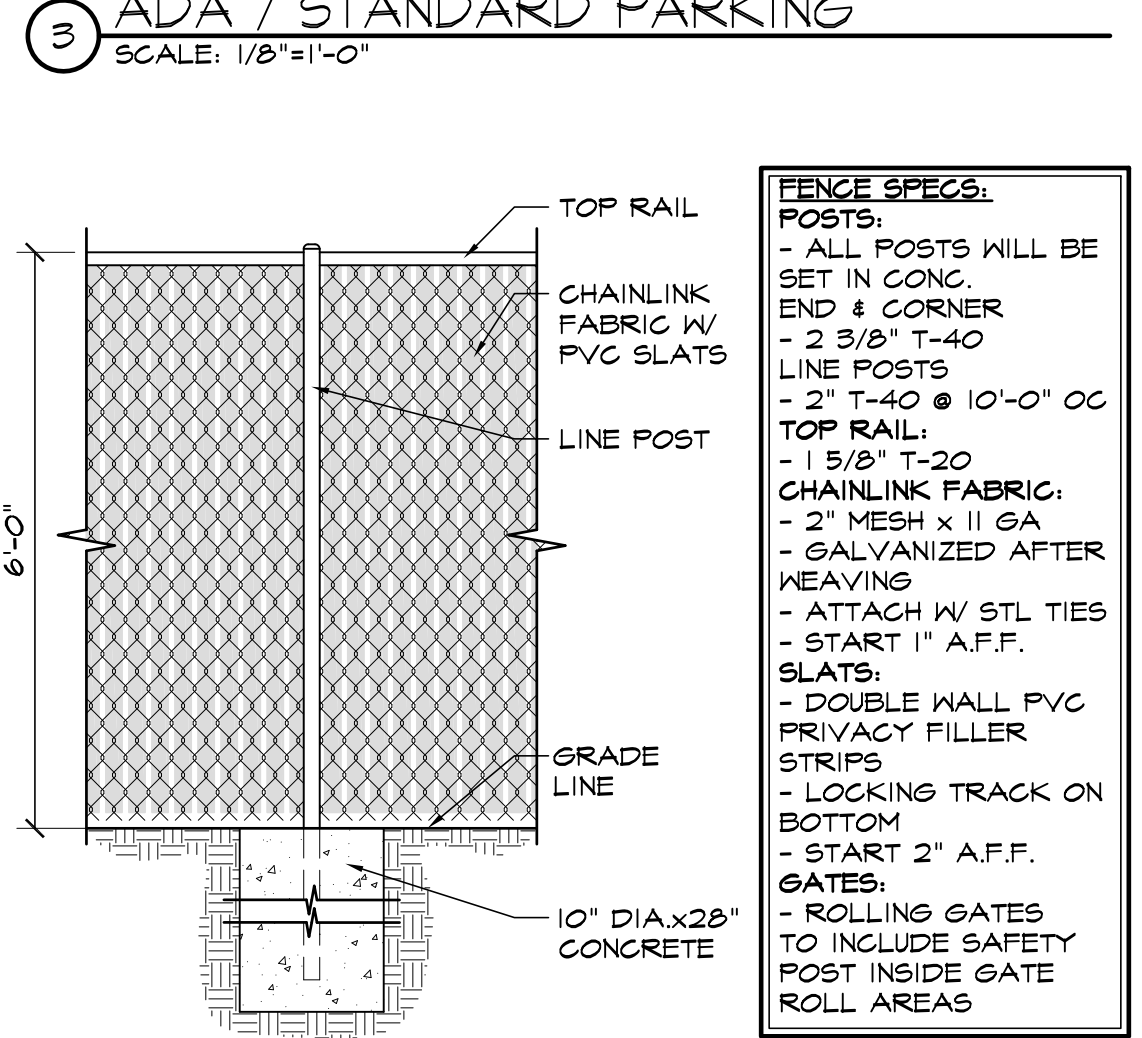 3
ADA / STANDARD PARKING
SCALE: 1/8"=1'-0"
TOP RAIL
CHAINLINK
FABRIC W/
PVC SLATS
LINE POST
6'-0"
GRADE
LINE
10" DIA.x28"
CONCRETE
FENCE SPECS:
POSTS:
- ALL POSTS WILL BE
SET IN CONC.
END & CORNER
- 2 3/8" T-40
LINE POSTS
- 2" T-40 @ 10'-0" OC
TOP RAIL:
- 1 5/8" T-20
CHAINLINK FABRIC:
- 2" MESH x 11 GA
- GALVANIZED AFTER
WEAVING
- ATTACH W/ STL TIES
- START 1" A.F.F.
SLATS:
- DOUBLE WALL PVC
PRIVACY FILLER
STRIPS
- LOCKING TRACK ON
BOTTOM
- START 2" A.F.F.
GATES:
- ROLLING GATES
TO INCLUDE SAFETY
POST INSIDE GATE
ROLL AREAS